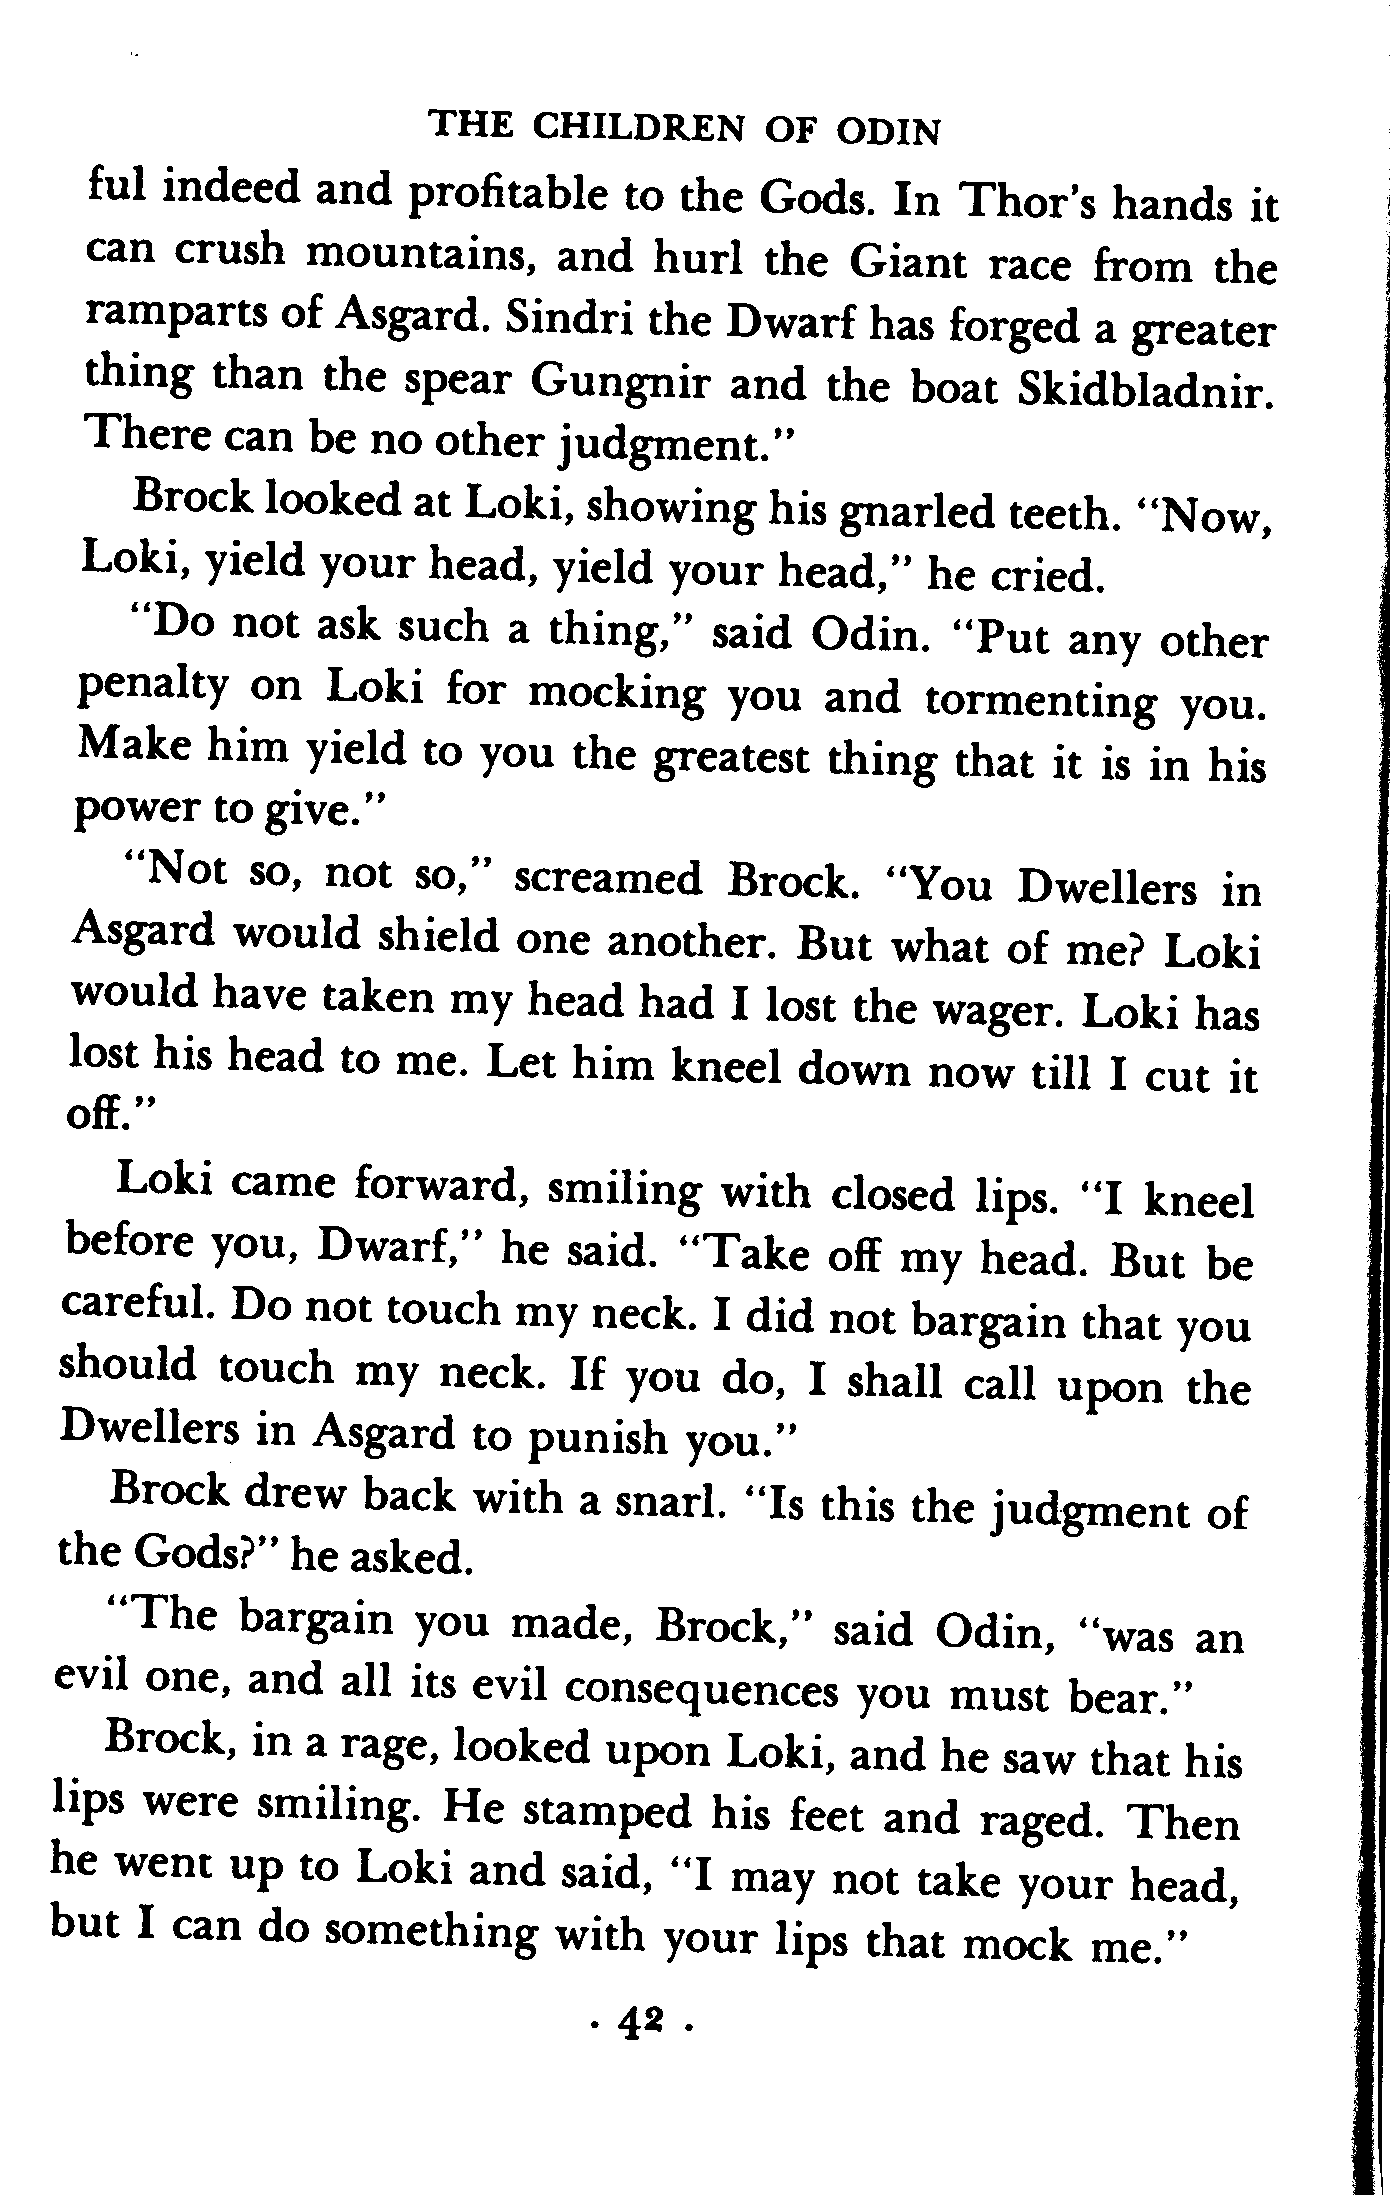 THE CHILDREN OF ODIN
ful indeed and profitable to the Gods. In Thor's hands it
can crush mountains, and hurl the Giant race from the
ramparts of Asgard. Sindri the Dwarf has forged a greater
thing than the spear Gungnir and the boat Skidbladnir.
There can be no other judgment."
Brock looked at Loki, showing his gnarled teeth. "Now,
Loki, yield your head, yield your head," he cried.
"Do not ask such a thing," said Odin. "Put any other
penalty on Loki for mocking you and tormenting you.
Make him yield to you the greatest thing that it is in his
power to give."
"Not so, not so," screamed Brock. "You Dwellers in
Asgard would shield one another. But what of me? Loki
would have taken my head had I lost the wager. Loki has
lost his head to me. Let him kneel down now till I cut it
off."
Loki came forward, smiling with closed lips. "I kneel
before you, Dwarf," he said. "Take off my head. But be
careful. Do not touch my neck. I did not bargain that you
should touch my neck. If you do, I shall call upon the
Dwellers in Asgard to punish you."
Brock drew back with a snarl. "Is this the judgment of
the Gods?" he asked.
"The bargain you made, Brock," said Odin, "was an
evil one, and all its evil consequences you must bear."
Brock, in a rage, looked upon Loki, and he saw that his
lips were smiling. He stamped his feet and raged. Then
he went up to Loki and said, "I may not take your head,
but I can do something with your lips that mock me."
· 42 ·